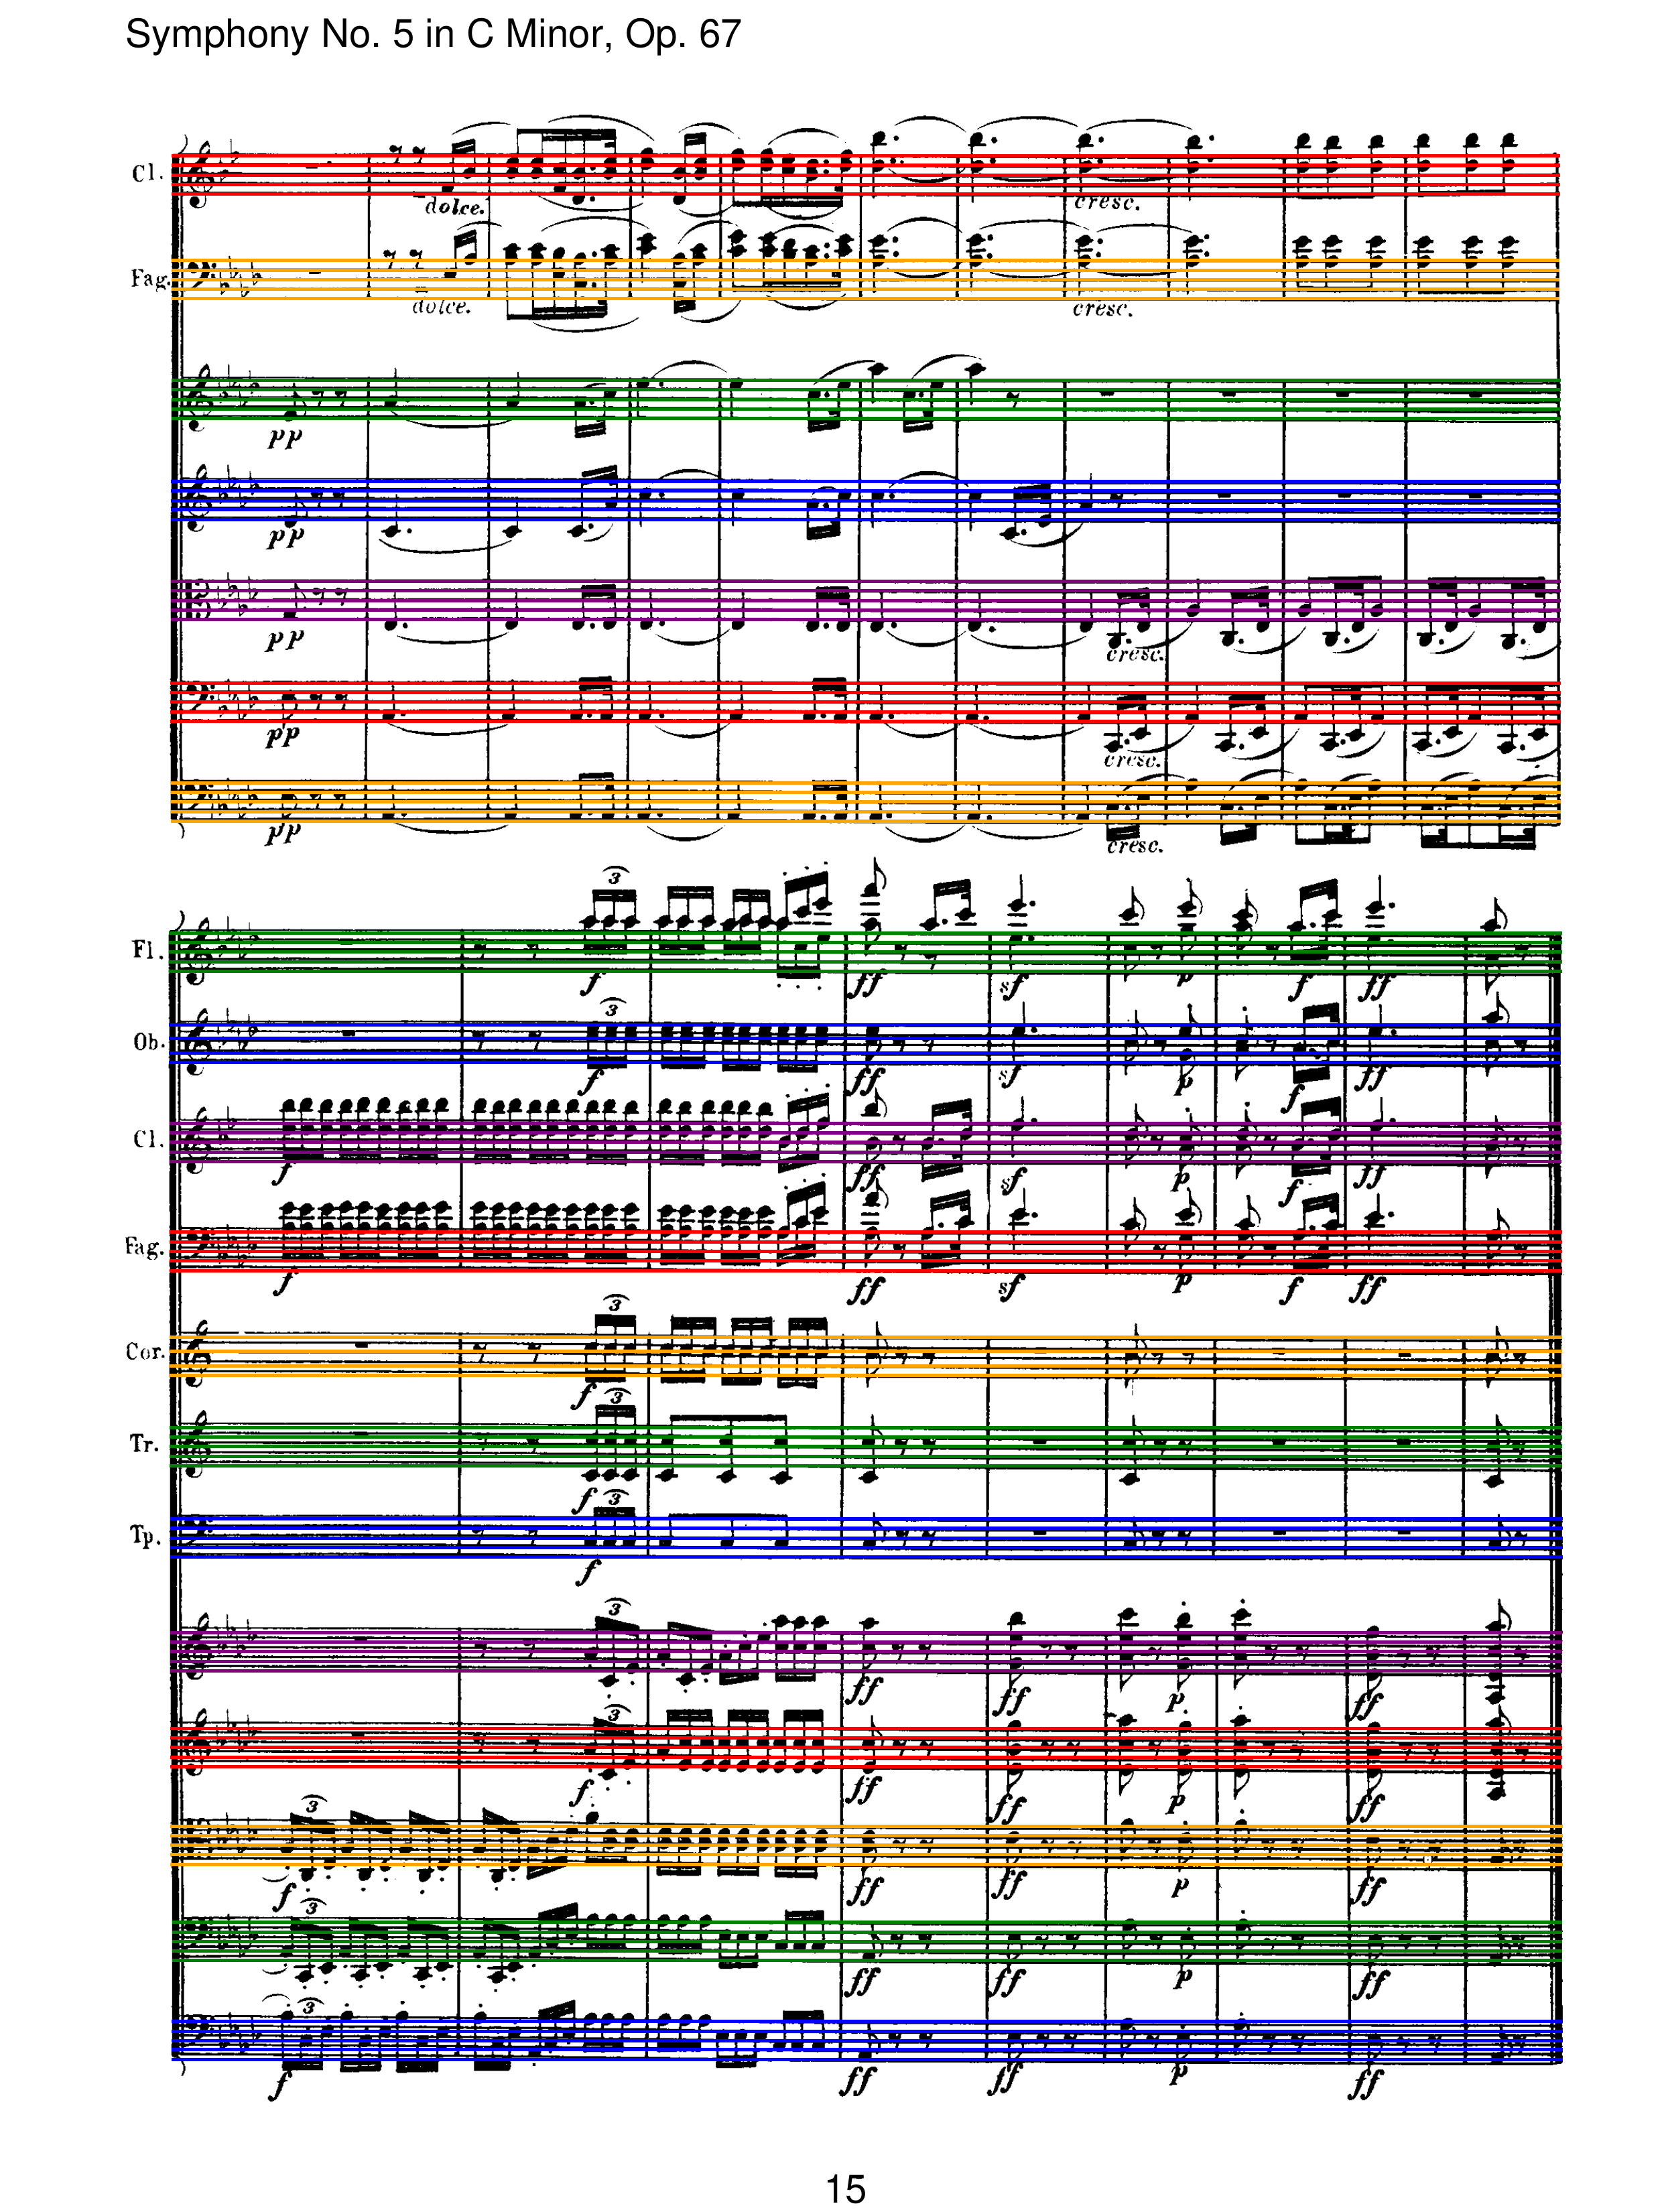 Symphony No. 5 in C Minor, Op. 67
Cl.
dolce.
cresc.
Fag.
dolce.
cresc.
pp
pp
pp
cresc.
pp
cresc.
pp
cresc.
3
Fl.
f ff sf p f ff
3
Ob.
f ff sf p f ff
Cl.
f ff sf p f ff
Fag.
f ff sf p f ff
3
Cor.
f
3
Tr.
f
3
Tp.
f
3
ff ff p ff
3
f ff ff p ff
3
f ff ff p ff
3
ff ff p ff
3
f ff ff p ff
15